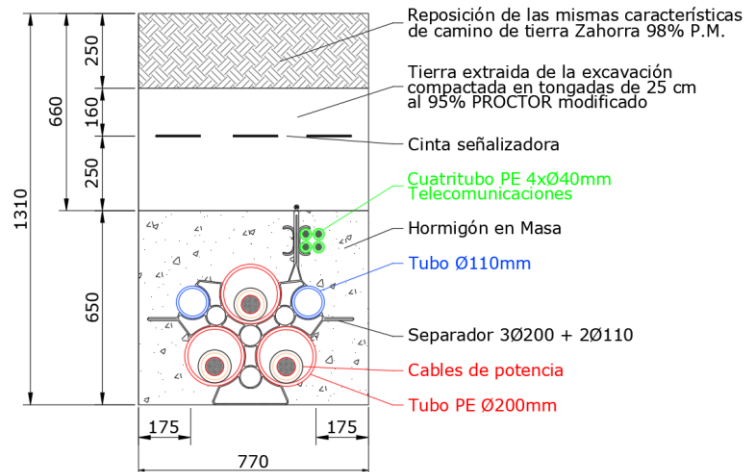 Reposición de las mismas características
de camino de tierra Zahorra 98% P.M.
Tierra extraida de la excavación
compactada en tongadas de 25 cm
al 95% PROCTOR modificado
Cinta señalizadora
Cuatritubo PE 4xØ40mm
Telecomunicaciones
Hormigón en Masa
Tubo Ø110mm
Separador 3Ø200 + 2Ø110
Cables de potencia
Tubo PE Ø200mm
1310
660
650
250
160
250
175
175
770